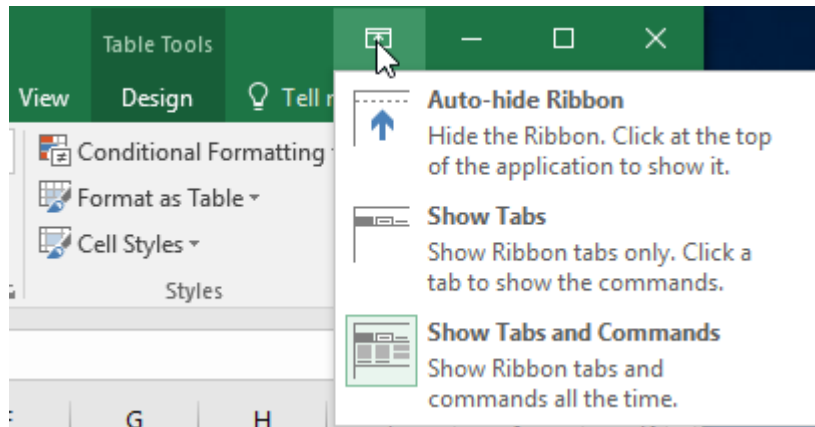 Table Tools
View Design Tell
Auto-hide Ribbon
Hide the Ribbon. Click at the top
of the application to show it.
Show Tabs
Show Ribbon tabs only. Click a
tab to show the commands.
Show Tabs and Commands
Show Ribbon tabs and
commands all the time.
Conditional Formatting
Format as Table
Cell Styles
Styles
G H